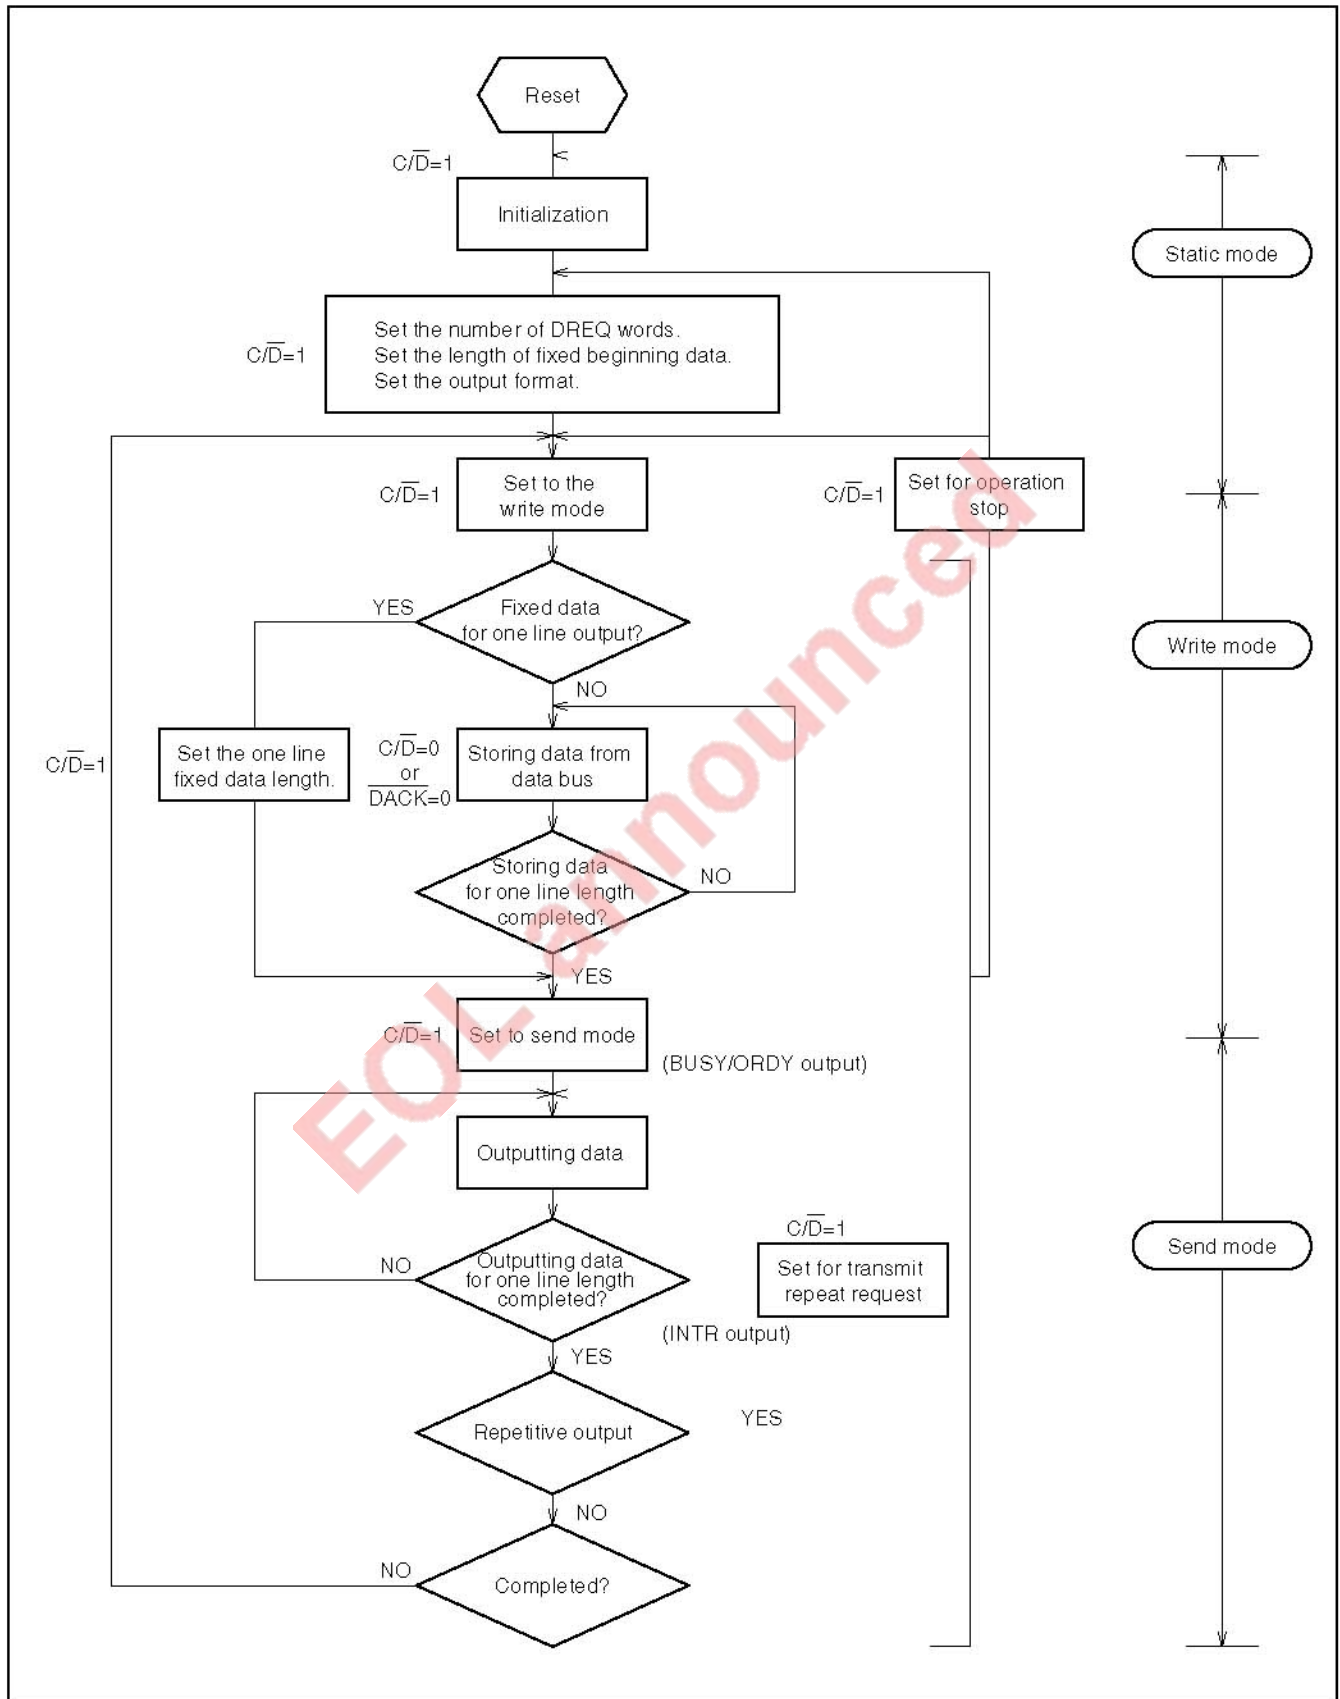 Reset
C/D̅=1
Initialization
Static mode
Set the number of DREQ words.
Set the length of fixed beginning data.
Set the output format.
C/D̅=1
C/D̅=1
Set to the
write mode
C/D̅=1
Set for operation
stop
YES
Fixed data
for one line output?
Write mode
NO
C/D̅=1
Set the one line
fixed data length.
C/D̅=0
or
D̅A̅C̅K̅=0
Storing data from
data bus
Storing data
for one line length
completed?
NO
YES
C/D̅=1
Set to send mode
(BUSY/ORDY output)
Outputting data
C/D̅=1
Set for transmit
repeat request
Send mode
NO
Outputting data
for one line length
completed?
(INTR output)
YES
Repetitive output
YES
NO
NO
Completed?
EOL announced